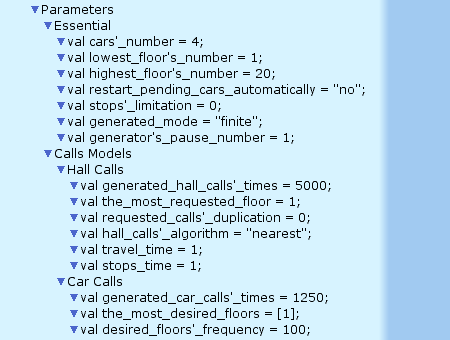 Parameters
Essential
val cars'_number = 4;
val lowest_floor's_number = 1;
val highest_floor's_number = 20;
val restart_pending_cars_automatically = "no";
val stops'_limitation = 0;
val generated_mode = "finite";
val generator's_pause_number = 1;
Calls Models
Hall Calls
val generated_hall_calls'_times = 5000;
val the_most_requested_floor = 1;
val requested_calls'_duplication = 0;
val hall_calls'_algorithm = "nearest";
val travel_time = 1;
val stops_time = 1;
Car Calls
val generated_car_calls'_times = 1250;
val the_most_desired_floors = [1];
val desired_floors'_frequency = 100;